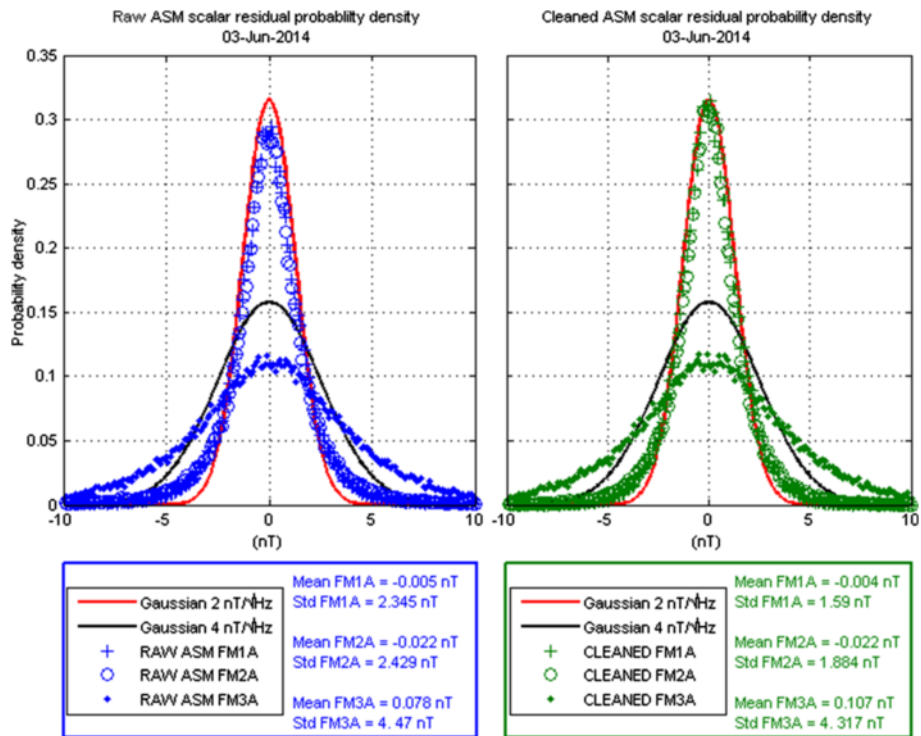 Raw ASM scalar residual probablility density
03-Jun-2014
Cleaned ASM scalar residual probability density
03-Jun-2014
Probability density
0.35
0.3
0.25
0.2
0.15
0.1
0.05
0
-10
-5
0
5
10
(nT)
-10
-5
0
5
10
(nT)
Gaussian 2 nT/√Hz
Gaussian 4 nT/√Hz
RAW ASM FM1A
RAW ASM FM2A
RAW ASM FM3A
Mean FM1A = -0.005 nT
Std FM1A = 2.345 nT
Mean FM2A = -0.022 nT
Std FM2A = 2.429 nT
Mean FM3A = 0.078 nT
Std FM3A = 4.47 nT
Gaussian 2 nT/√Hz
Gaussian 4 nT/√Hz
CLEANED FM1A
CLEANED FM2A
CLEANED FM3A
Mean FM1A = -0.004 nT
Std FM1A = 1.59 nT
Mean FM2A = -0.022 nT
Std FM2A = 1.884 nT
Mean FM3A = 0.107 nT
Std FM3A = 4.317 nT